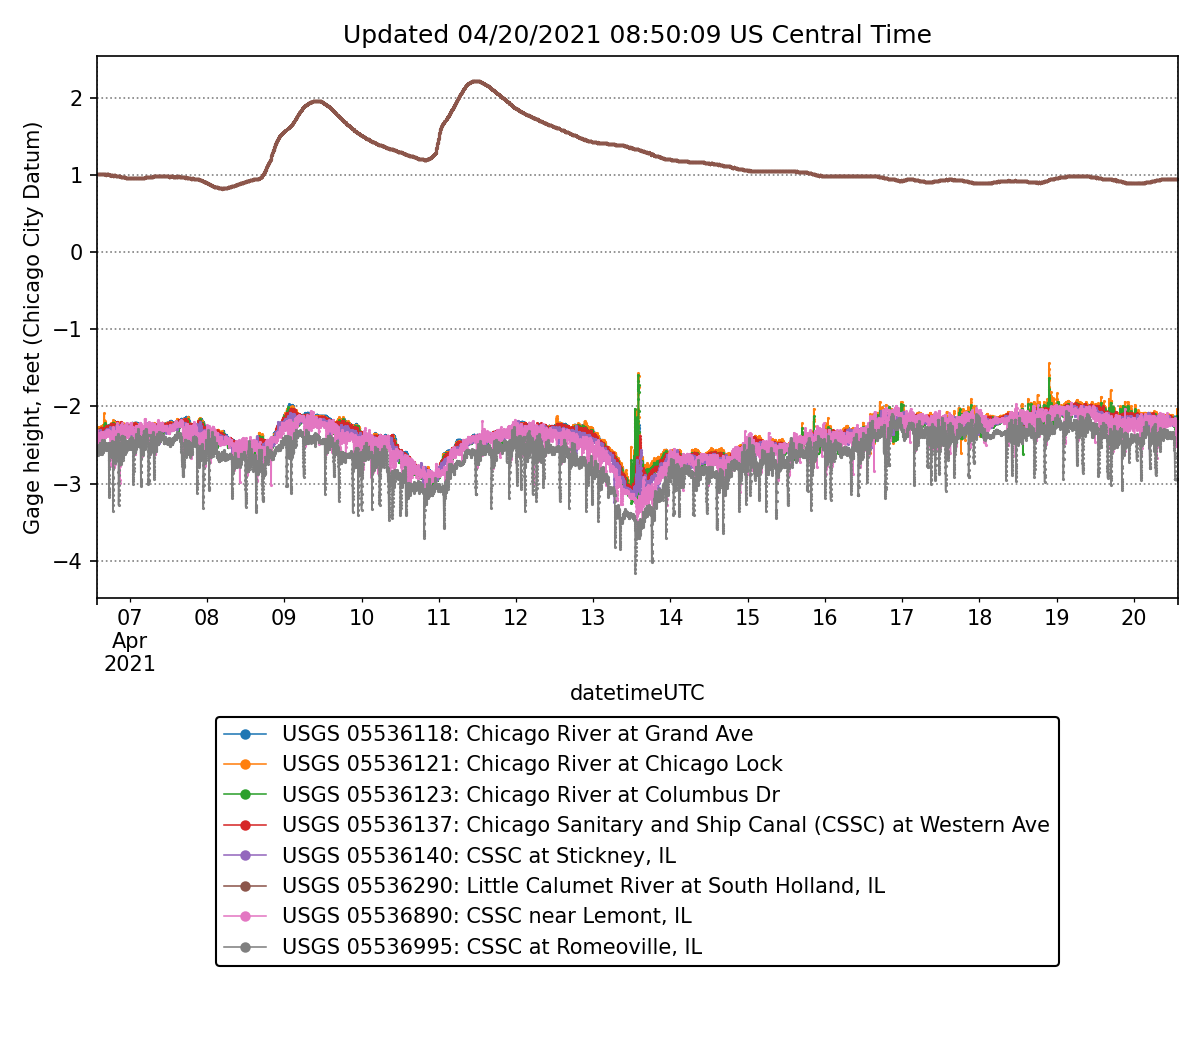 Updated 04/20/2021 08:50:09 US Central Time
Gage height, feet (Chicago City Datum)
2
1
0
−1
−2
−3
−4
07 08 09 10 11 12 13 14 15 16 17 18 19 20
Apr
2021
datetimeUTC
USGS 05536118: Chicago River at Grand Ave
USGS 05536121: Chicago River at Chicago Lock
USGS 05536123: Chicago River at Columbus Dr
USGS 05536137: Chicago Sanitary and Ship Canal (CSSC) at Western Ave
USGS 05536140: CSSC at Stickney, IL
USGS 05536290: Little Calumet River at South Holland, IL
USGS 05536890: CSSC near Lemont, IL
USGS 05536995: CSSC at Romeoville, IL